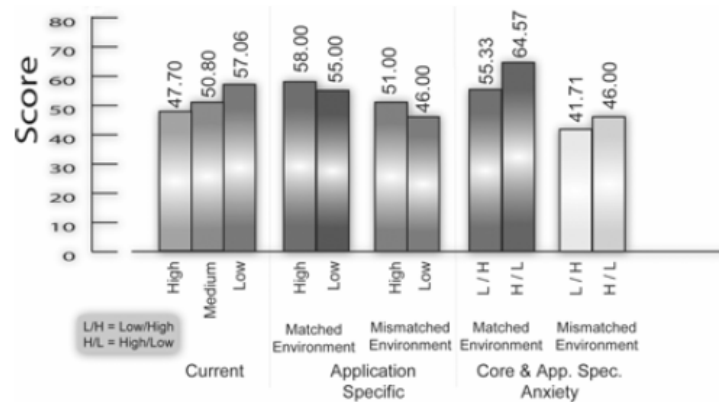 Score
80
70
60
50
40
30
20
10
0
47.70
50.80
57.06
58.00
55.00
51.00
46.00
55.33
64.57
41.71
46.00
High
Medium
Low
High
Low
High
Low
L / H
H / L
L / H
H / L
L/H = Low/High
H/L = High/Low
Matched
Environment
Mismatched
Environment
Matched
Environment
Mismatched
Environment
Current
Application
Specific
Core & App. Spec.
Anxiety